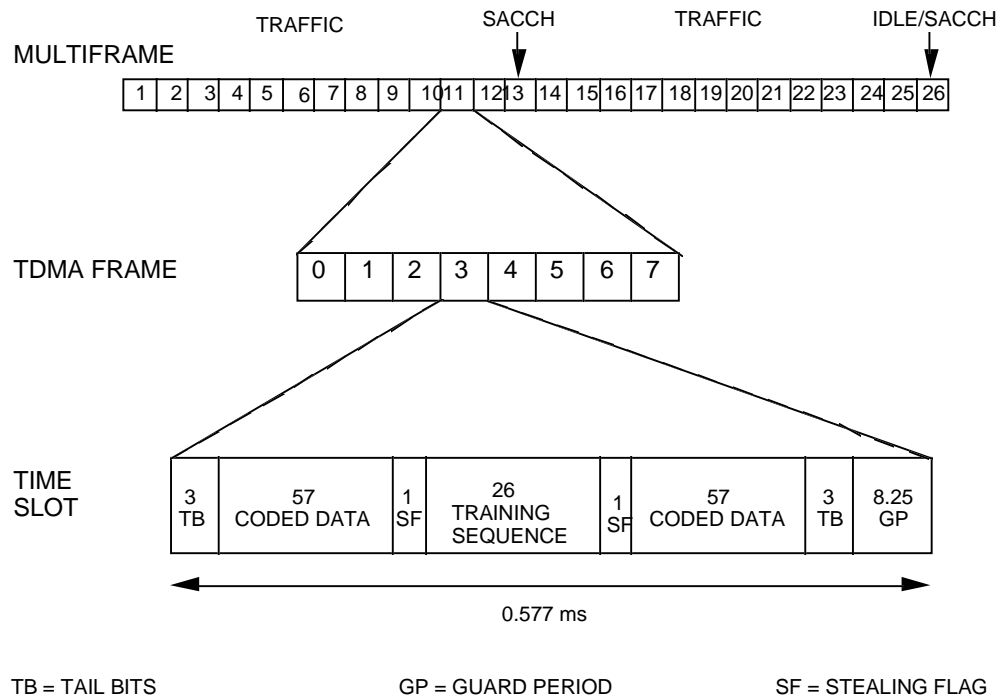 TRAFFIC SACCH TRAFFIC IDLE/SACCH
MULTIFRAME
1 2 3 4 5 6 7 8 9 10 11 12 13 14 15 16 17 18 19 20 21 22 23 24 25 26
TDMA FRAME
0 1 2 3 4 5 6 7
TIME
SLOT
3
TB
57
CODED DATA
1
SF
26
TRAINING
SEQUENCE
1
SF
57
CODED DATA
3
TB
8.25
GP
0.577 ms
TB = TAIL BITS GP = GUARD PERIOD SF = STEALING FLAG